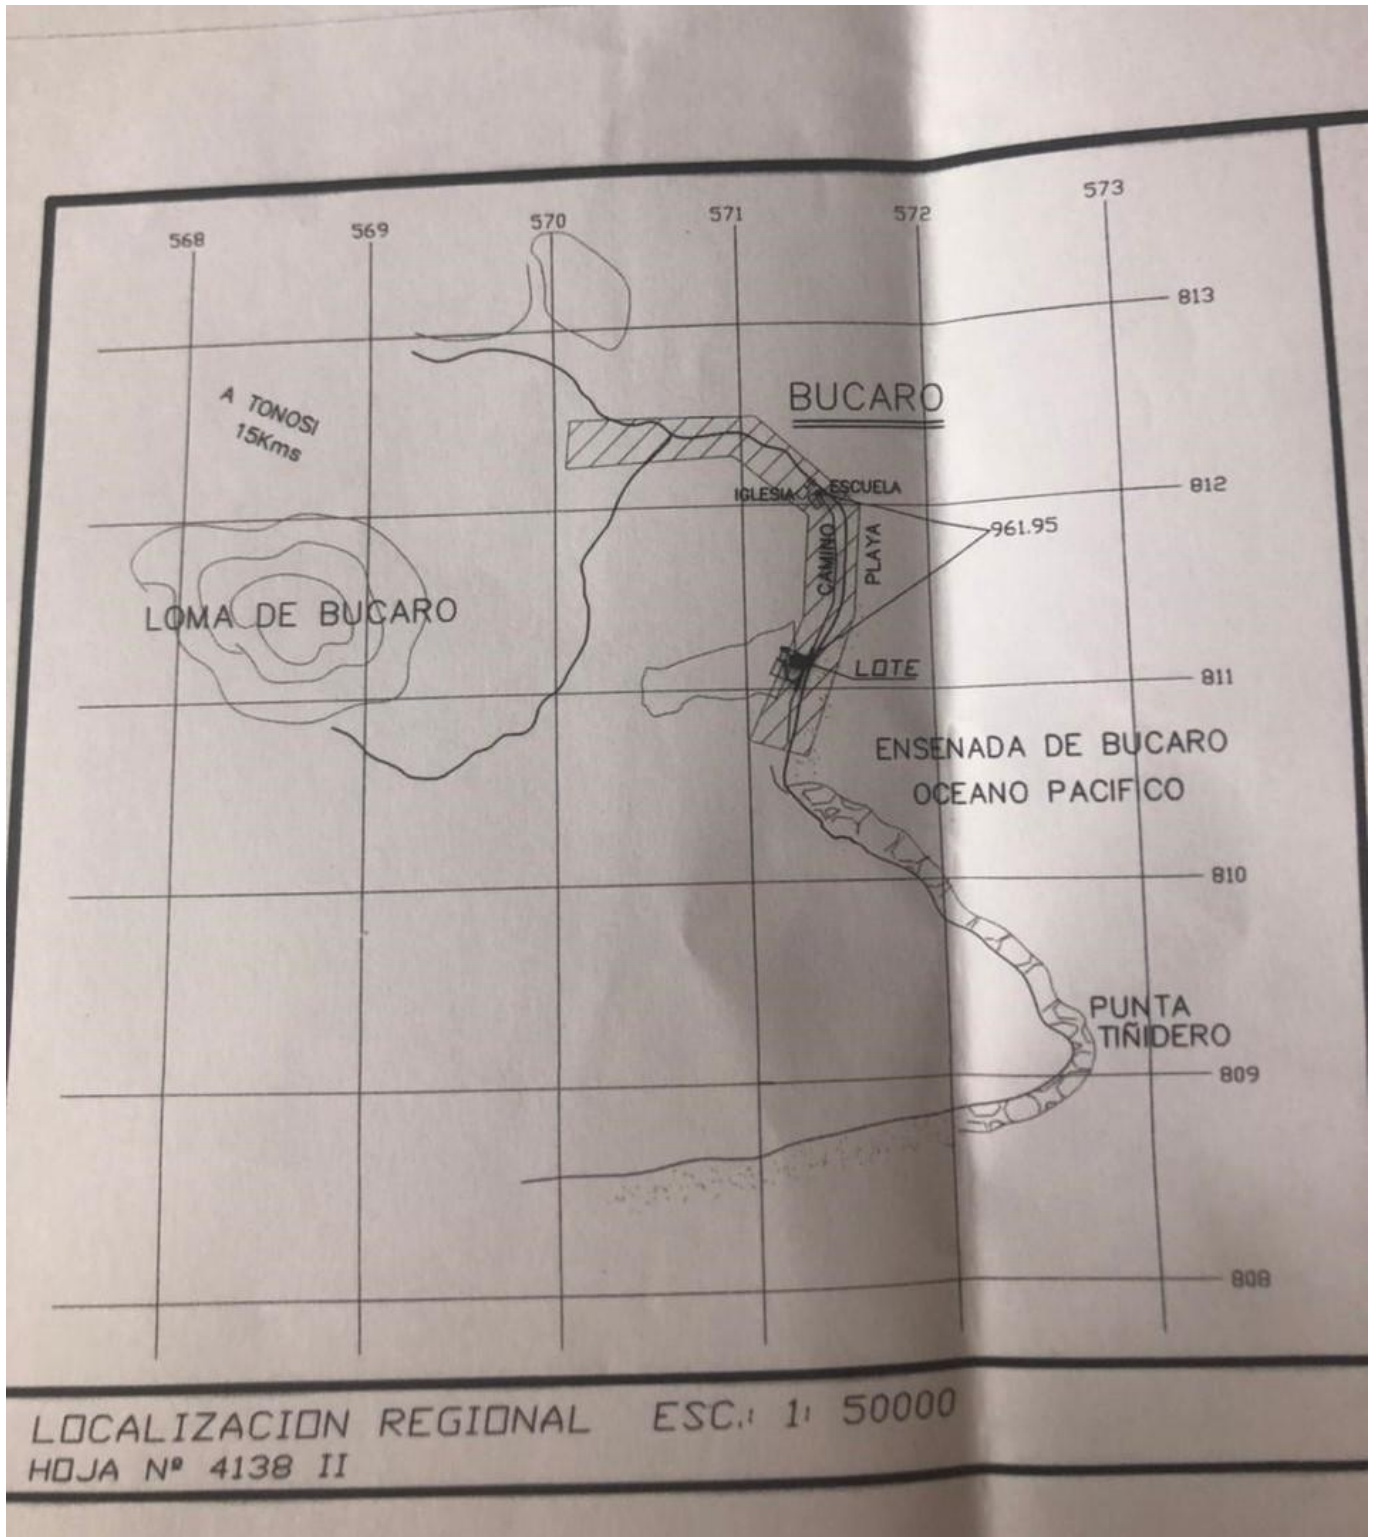 568
569
570
571
572
573
813
A TONOSI
15Kms
BUCARO
812
IGLESIA
ESCUELA
961.95
CAMINO
PLAYA
LOMA DE BUCARO
LOTE
811
ENSENADA DE BUCARO
OCEANO PACIFICO
810
PUNTA
TIÑIDERO
809
808
LOCALIZACION REGIONAL ESC.: 1: 50000
HOJA Nº 4138 II